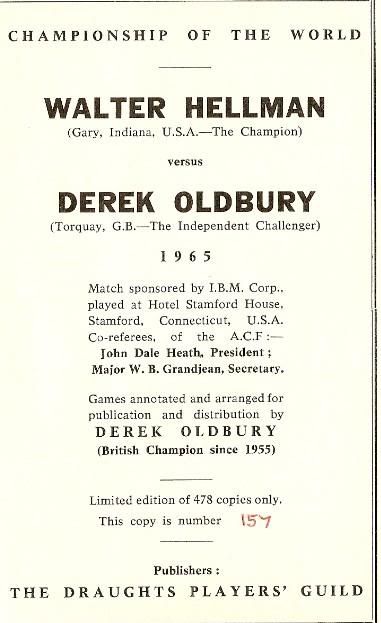 CHAMPIONSHIP OF THE WORLD
WALTER HELLMAN
(Gary, Indiana, U.S.A.—The Champion)
versus
DEREK OLDBURY
(Torquay, G.B.—The Independent Challenger)
1965
Match sponsored by I.B.M. Corp.,
played at Hotel Stamford House,
Stamford, Connecticut, U.S.A.
Co-referees, of the A.C.F :—
John Dale Heath, President ;
Major W. B. Grandjean, Secretary.
Games annotated and arranged for
publication and distribution by
DEREK OLDBURY
(British Champion since 1955)
Limited edition of 478 copies only.
This copy is number 157
Publishers :
THE DRAUGHTS PLAYERS' GUILD